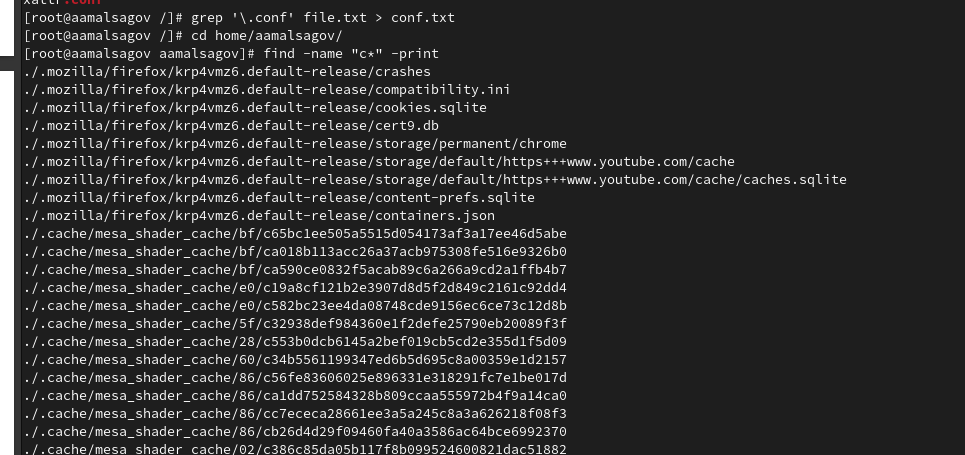 xattr.conf
[root@aamalsagov /]# grep '\.conf' file.txt > conf.txt
[root@aamalsagov /]# cd home/aamalsagov/
[root@aamalsagov aamalsagov]# find -name "c*" -print
./.mozilla/firefox/krp4vmz6.default-release/crashes
./.mozilla/firefox/krp4vmz6.default-release/compatibility.ini
./.mozilla/firefox/krp4vmz6.default-release/cookies.sqlite
./.mozilla/firefox/krp4vmz6.default-release/cert9.db
./.mozilla/firefox/krp4vmz6.default-release/storage/permanent/chrome
./.mozilla/firefox/krp4vmz6.default-release/storage/default/https+++www.youtube.com/cache
./.mozilla/firefox/krp4vmz6.default-release/storage/default/https+++www.youtube.com/cache/caches.sqlite
./.mozilla/firefox/krp4vmz6.default-release/content-prefs.sqlite
./.mozilla/firefox/krp4vmz6.default-release/containers.json
./.cache/mesa_shader_cache/bf/c65bc1ee505a5515d054173af3a17ee46d5abe
./.cache/mesa_shader_cache/bf/ca018b113acc26a37acb975308fe516e9326b0
./.cache/mesa_shader_cache/bf/ca590ce0832f5acab89c6a266a9cd2a1ffb4b7
./.cache/mesa_shader_cache/e0/c19a8cf121b2e3907d8d5f2d849c2161c92dd4
./.cache/mesa_shader_cache/e0/c582bc23ee4da08748cde9156ec6ce73c12d8b
./.cache/mesa_shader_cache/5f/c32938def984360e1f2defe25790eb20089f3f
./.cache/mesa_shader_cache/28/c553b0dcb6145a2bef019cb5cd2e355d1f5d09
./.cache/mesa_shader_cache/60/c34b5561199347ed6b5d695c8a00359e1d2157
./.cache/mesa_shader_cache/86/c56fe83606025e896331e318291fc7e1be017d
./.cache/mesa_shader_cache/86/ca1dd752584328b809ccaa555972b4f9a14ca0
./.cache/mesa_shader_cache/86/cc7ececa28661ee3a5a245c8a3a626218f08f3
./.cache/mesa_shader_cache/86/cb26d4d29f09460fa40a3586ac64bce6992370
./.cache/mesa_shader_cache/02/c386c85da05b117f8b099524600821dac51882